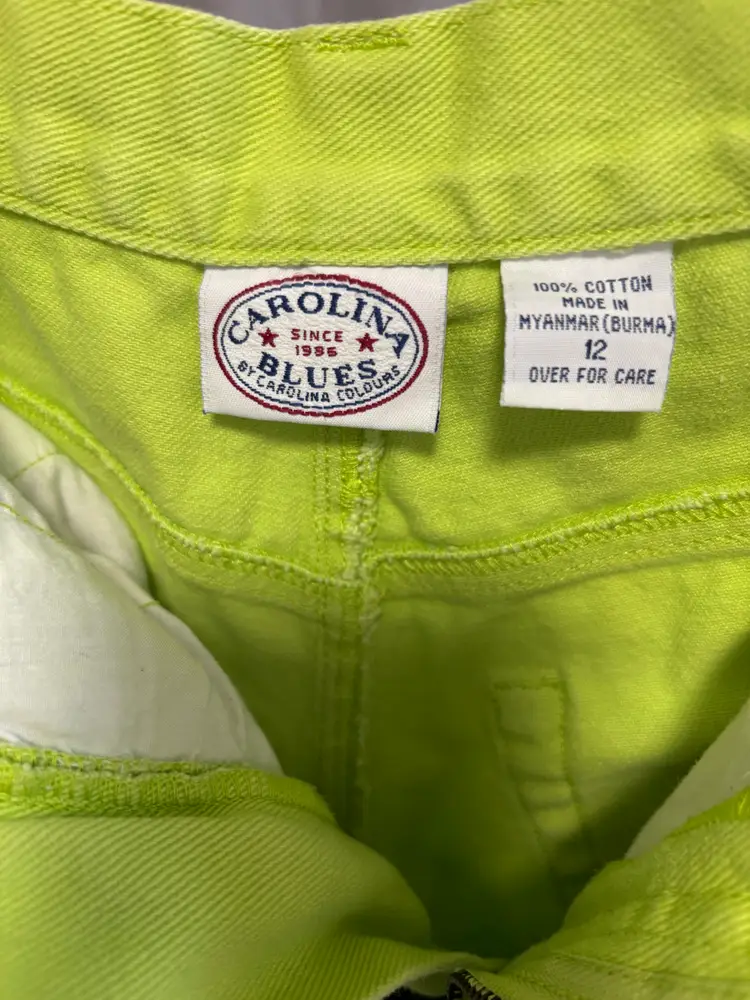 CAROLINA
SINCE
1986
BLUES
BY CAROLINA COLOURS
100% COTTON
MADE IN
MYANMAR (BURMA)
12
OVER FOR CARE